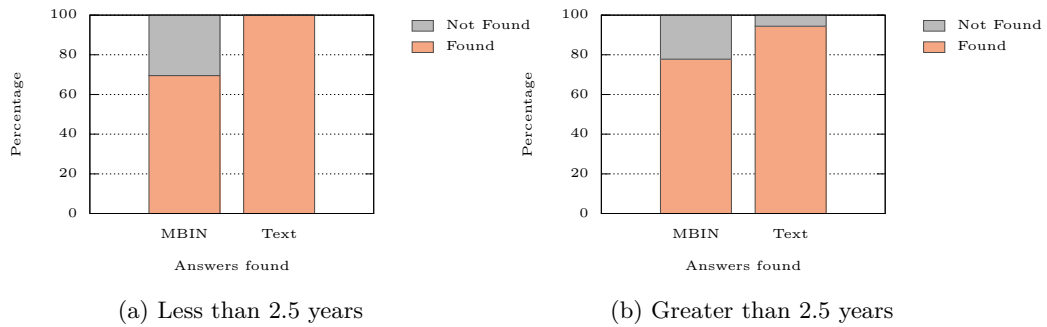 100
80
60
40
20
0
Percentage
MBIN Text
Answers found
Not Found
Found
(a) Less than 2.5 years
100
80
60
40
20
0
Percentage
MBIN Text
Answers found
Not Found
Found
(b) Greater than 2.5 years